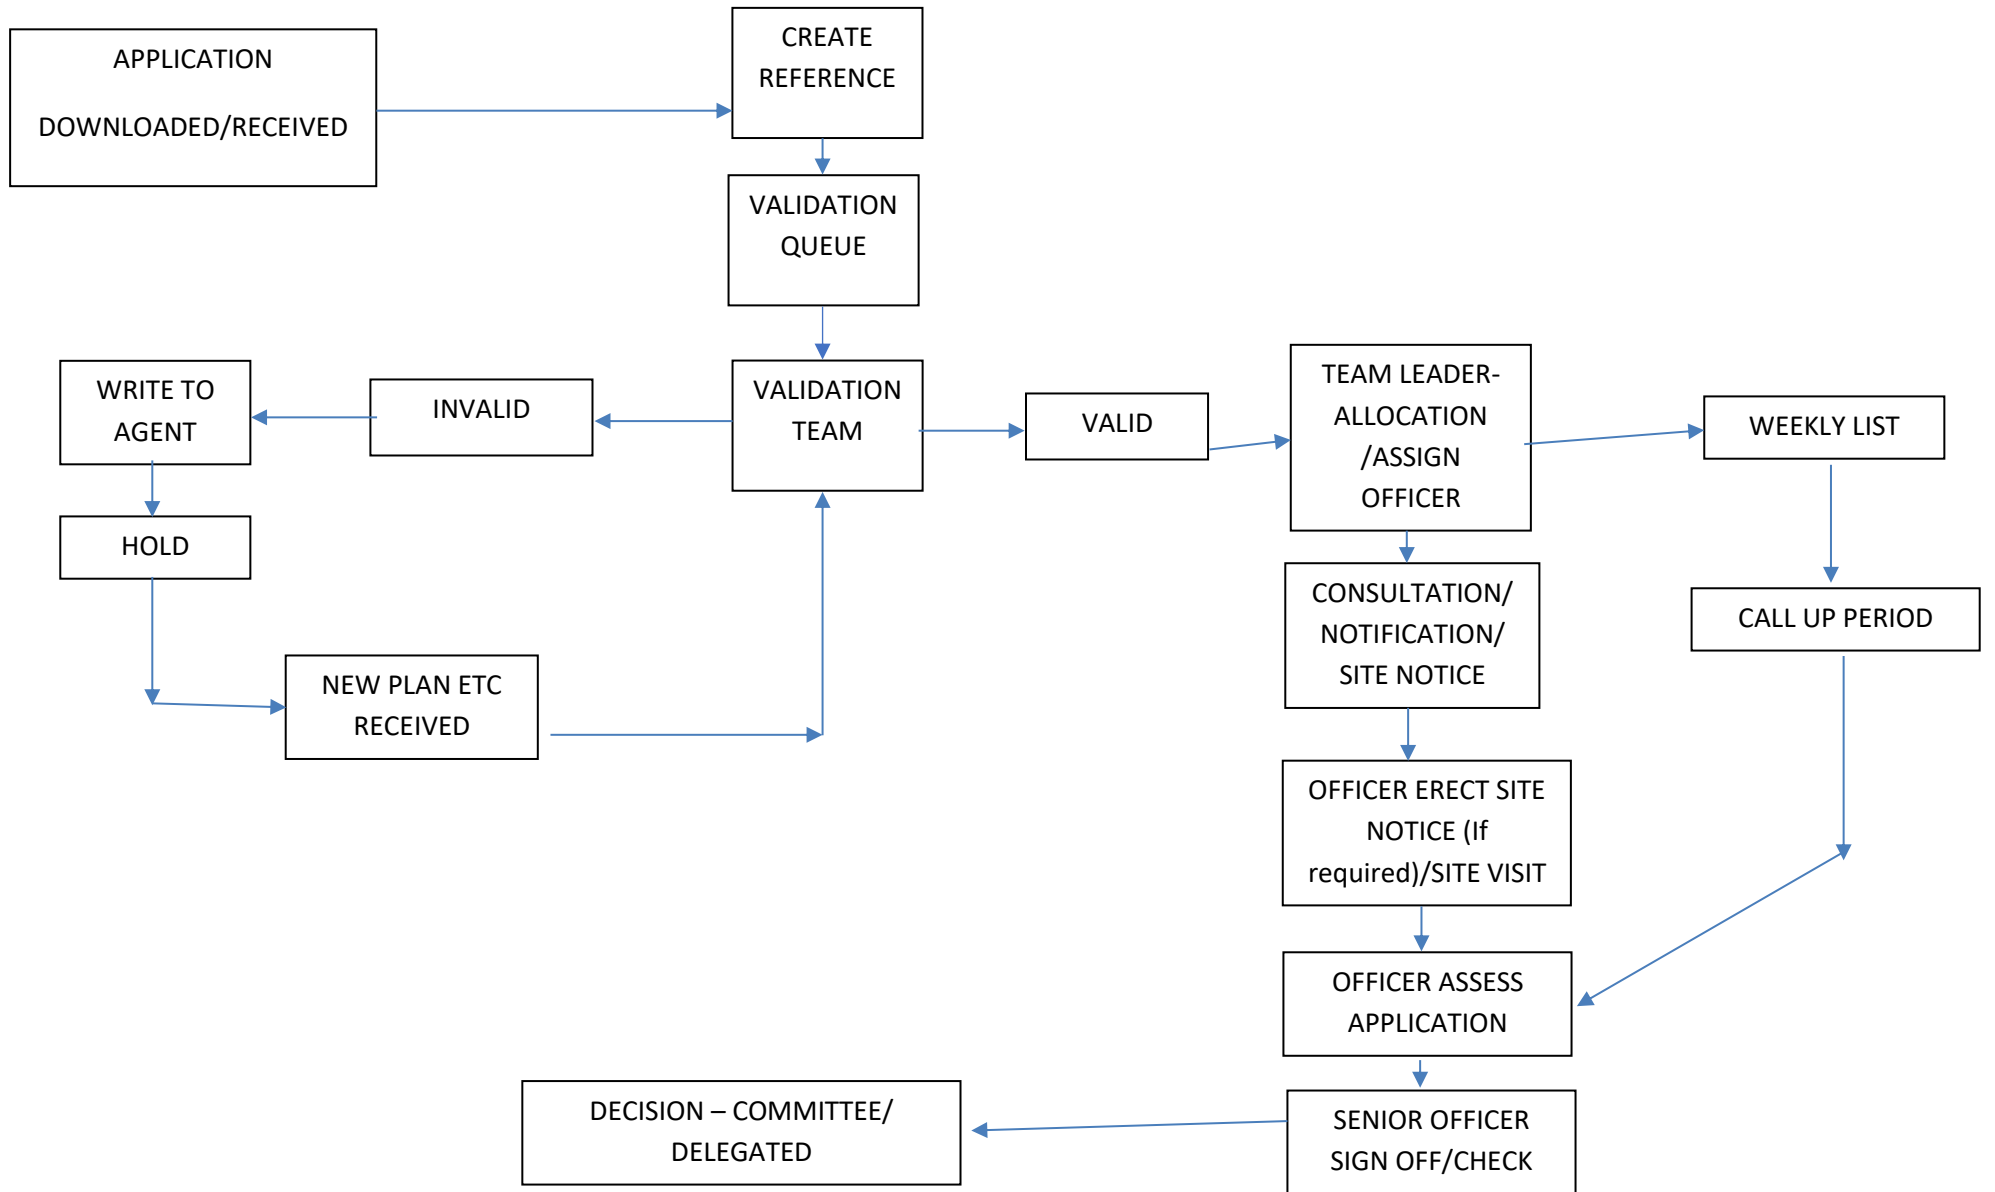 APPLICATION
DOWNLOADED/RECEIVED
CREATE
REFERENCE
VALIDATION
QUEUE
WRITE TO
AGENT
INVALID
VALIDATION
TEAM
VALID
TEAM LEADER-
ALLOCATION
/ASSIGN
OFFICER
WEEKLY LIST
HOLD
CONSULTATION/
NOTIFICATION/
SITE NOTICE
CALL UP PERIOD
NEW PLAN ETC
RECEIVED
OFFICER ERECT SITE
NOTICE (If
required)/SITE VISIT
OFFICER ASSESS
APPLICATION
DECISION – COMMITTEE/
DELEGATED
SENIOR OFFICER
SIGN OFF/CHECK